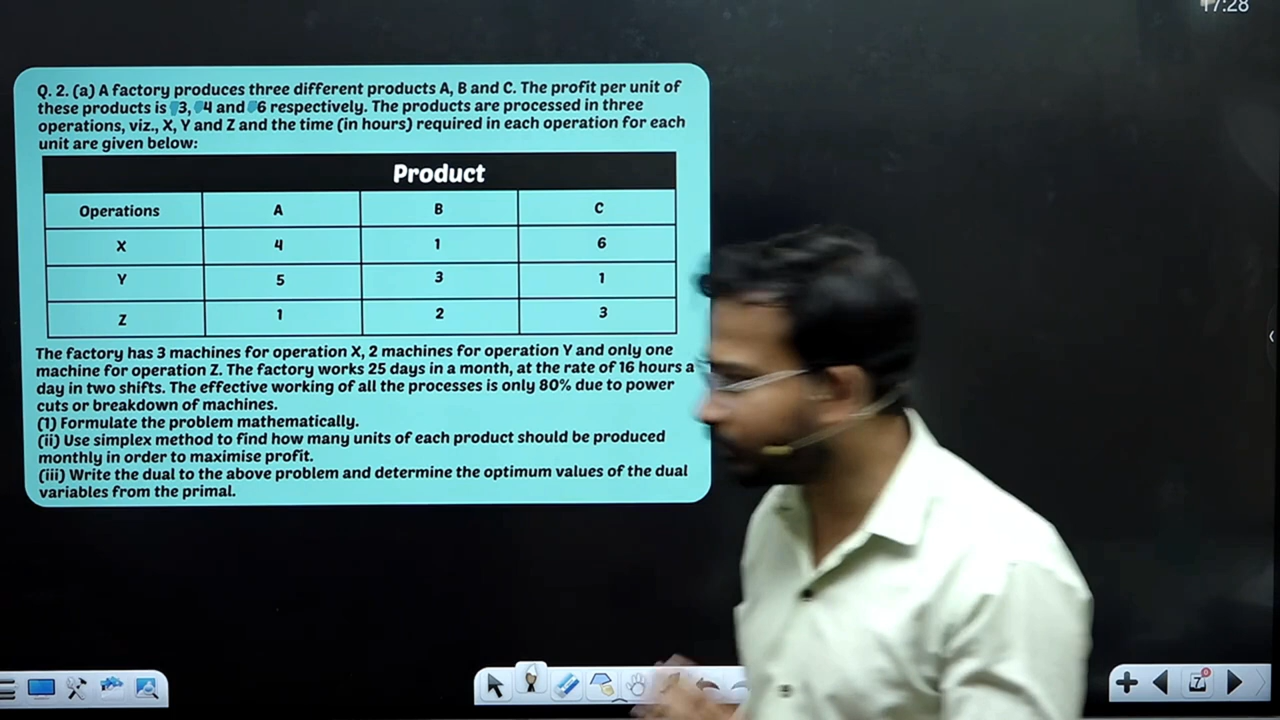 17:28
Q. 2. (a) A factory produces three different products A, B and C. The profit per unit of
these products is 3, 4 and 6 respectively. The products are processed in three
operations, viz., X, Y and Z and the time (in hours) required in each operation for each
unit are given below:
Product
Operations A B C
X 4 1 6
Y 5 3 1
Z 1 2 3
The factory has 3 machines for operation X, 2 machines for operation Y and only one
machine for operation Z. The factory works 25 days in a month, at the rate of 16 hours a
day in two shifts. The effective working of all the processes is only 80% due to power
cuts or breakdown of machines.
(1) Formulate the problem mathematically.
(ii) Use simplex method to find how many units of each product should be produced
monthly in order to maximise profit.
(iii) Write the dual to the above problem and determine the optimum values of the dual
variables from the primal.